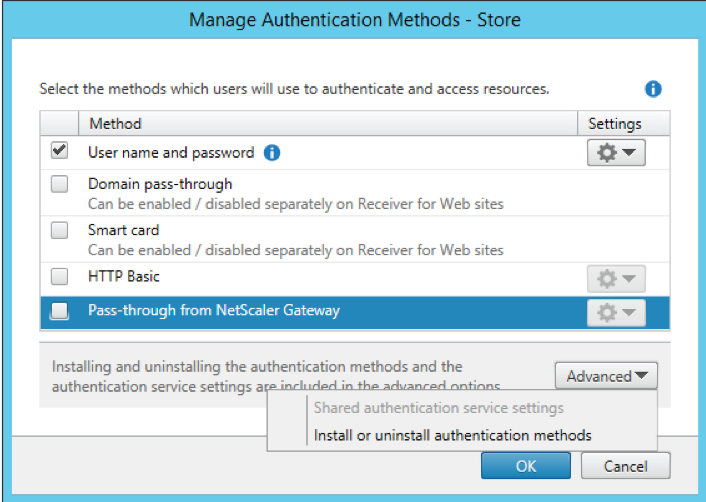 Manage Authentication Methods - Store
Select the methods which users will use to authenticate and access resources.
Method Settings
User name and password
Domain pass-through
Can be enabled / disabled separately on Receiver for Web sites
Smart card
Can be enabled / disabled separately on Receiver for Web sites
HTTP Basic
Pass-through from NetScaler Gateway
Installing and uninstalling the authentication methods and the
authentication service settings are included in the advanced options
Advanced
Shared authentication service settings
Install or uninstall authentication methods
OK Cancel